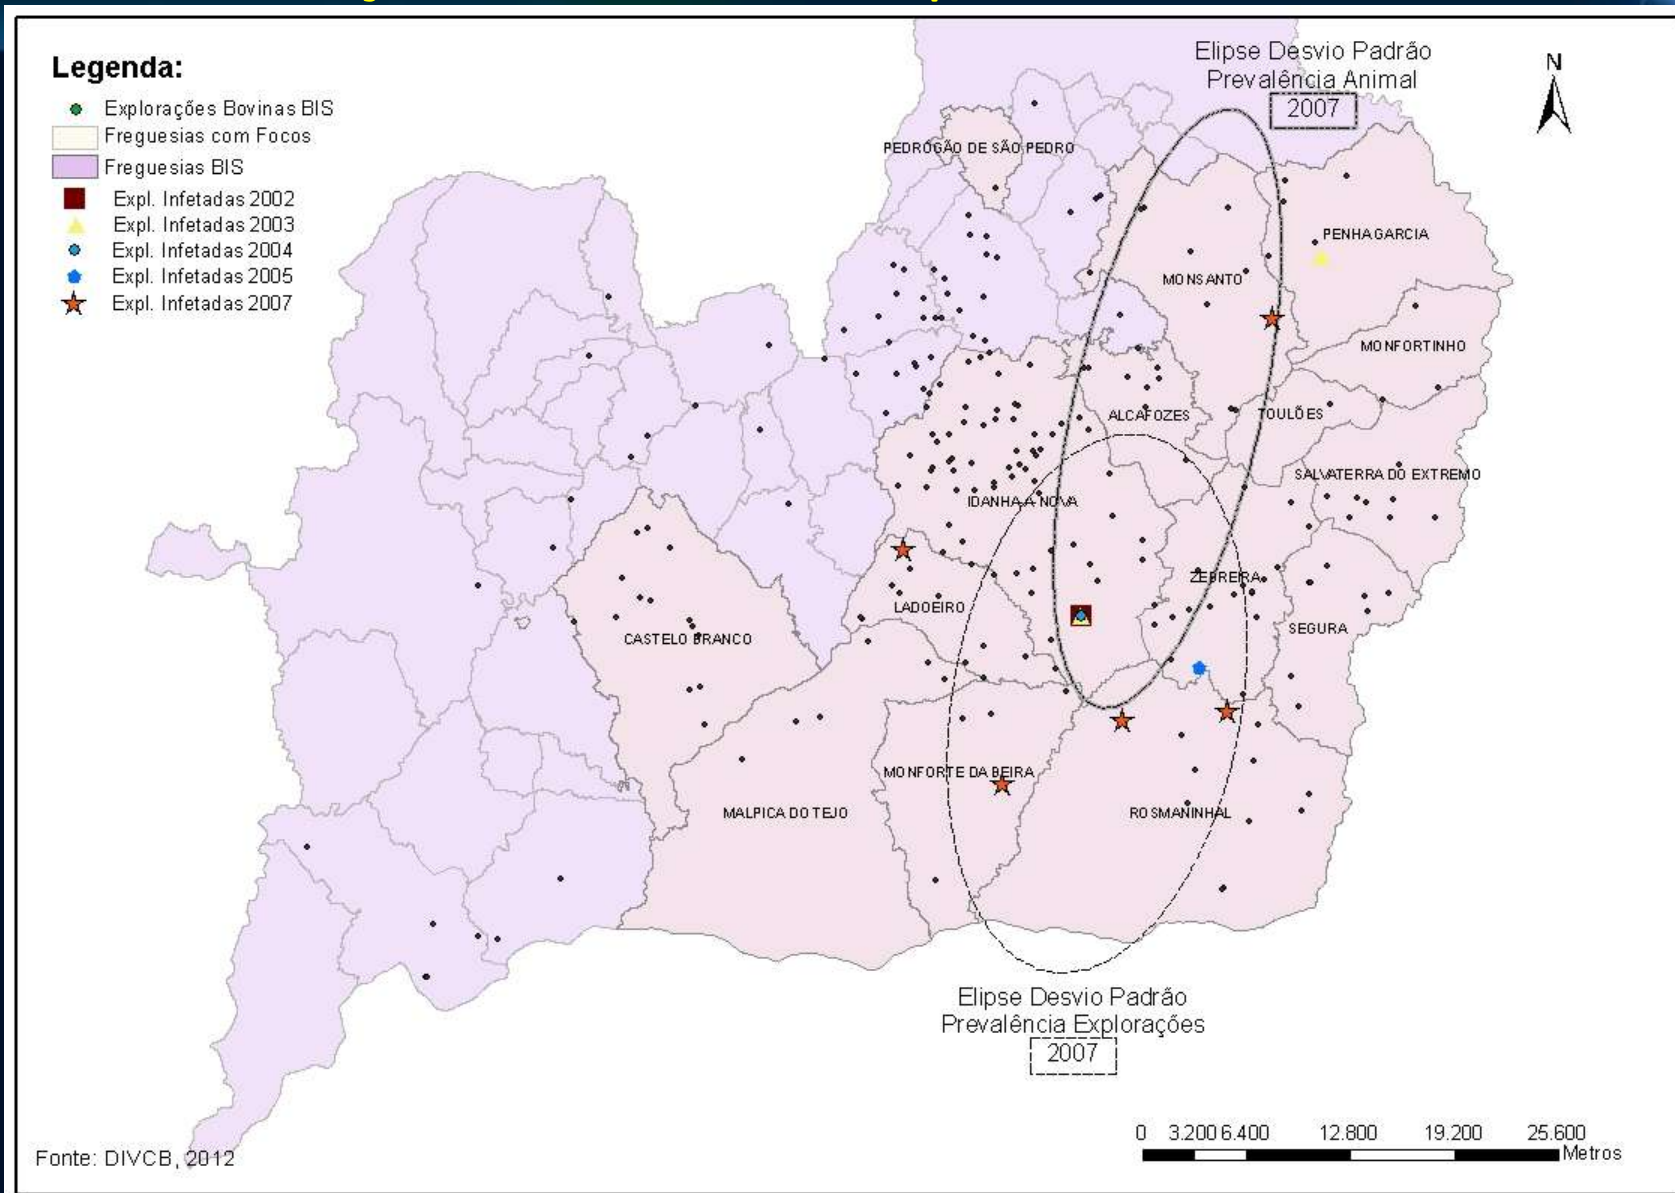 Legenda:
Explorações Bovinas BIS
Freguesias com Focos
Freguesias BIS
Expl. Infetadas 2002
Expl. Infetadas 2003
Expl. Infetadas 2004
Expl. Infetadas 2005
Expl. Infetadas 2007
Elipse Desvio Padrão
Prevalência Animal
2007
N
PEDROGÃO DE SÃO PEDRO
PENHA GARCIA
MONSANTO
MONFORTINHO
ALCAFOZES
TOULÕES
SALVATERRA DO EXTREMO
IDANHA A NOVA
ZEBREIRA
LADOEIRO
SEGURA
CASTELO BRANCO
MONFORTE DA BEIRA
MALPICA DO TEJO
ROSMANINHAL
Elipse Desvio Padrão
Prevalência Explorações
2007
0 3.200 6.400 12.800 19.200 25.600
Metros
Fonte: DIVCB, 2012